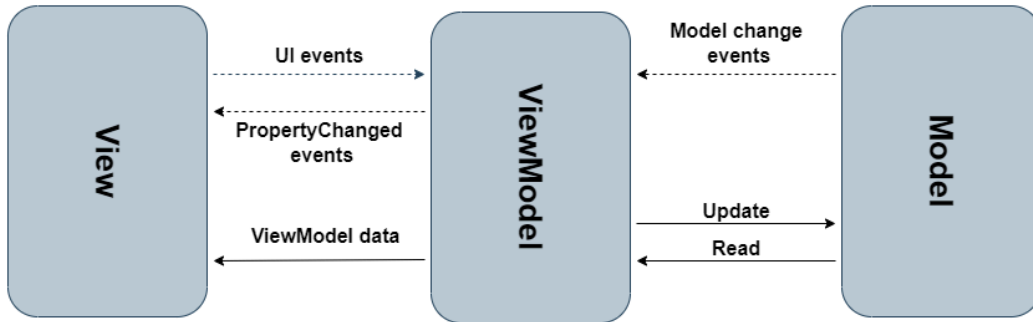 View
UI events
PropertyChanged
events
ViewModel data
ViewModel
Model change
events
Update
Read
Model